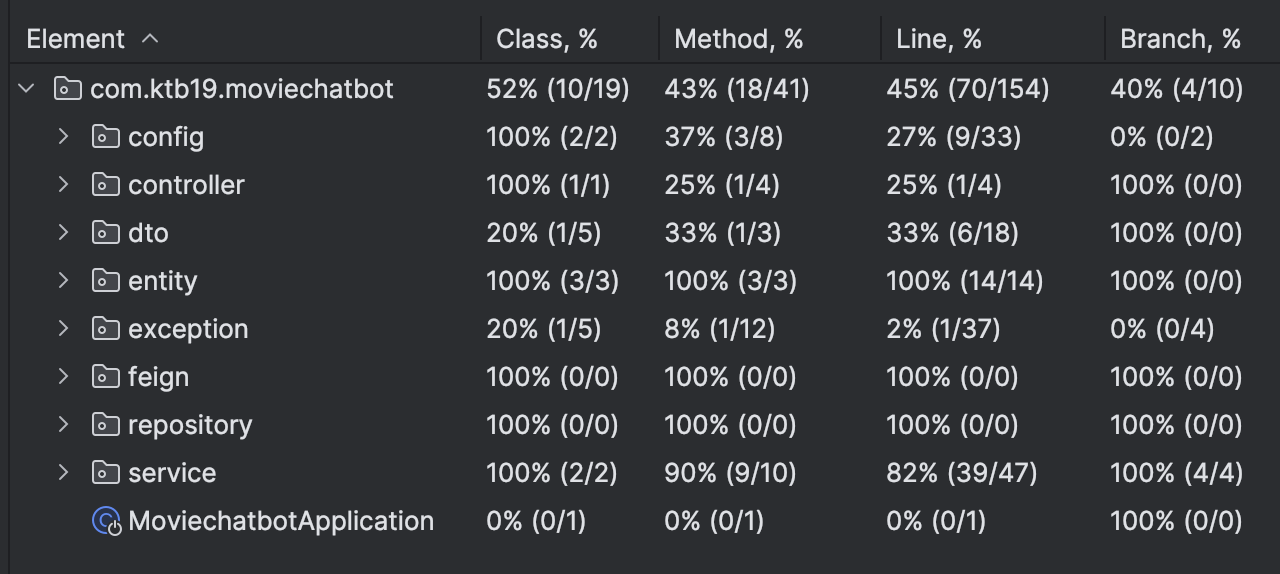 Element Class, % Method, % Line, % Branch, %
com.ktb19.moviechatbot 52% (10/19) 43% (18/41) 45% (70/154) 40% (4/10)
config 100% (2/2) 37% (3/8) 27% (9/33) 0% (0/2)
controller 100% (1/1) 25% (1/4) 25% (1/4) 100% (0/0)
dto 20% (1/5) 33% (1/3) 33% (6/18) 100% (0/0)
entity 100% (3/3) 100% (3/3) 100% (14/14) 100% (0/0)
exception 20% (1/5) 8% (1/12) 2% (1/37) 0% (0/4)
feign 100% (0/0) 100% (0/0) 100% (0/0) 100% (0/0)
repository 100% (0/0) 100% (0/0) 100% (0/0) 100% (0/0)
service 100% (2/2) 90% (9/10) 82% (39/47) 100% (4/4)
MoviechatbotApplication 0% (0/1) 0% (0/1) 0% (0/1) 100% (0/0)